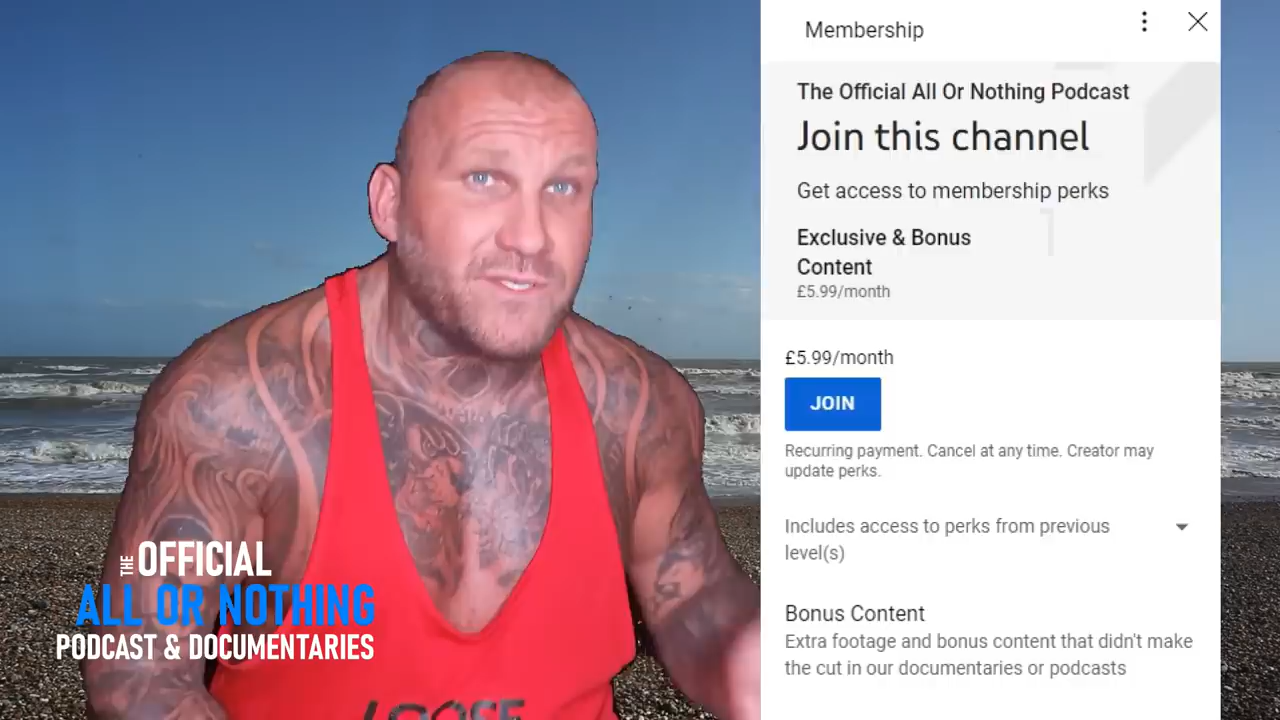 Membership
The Official All Or Nothing Podcast
Join this channel
Get access to membership perks
Exclusive & Bonus
Content
£5.99/month
£5.99/month
JOIN
Recurring payment. Cancel at any time. Creator may
update perks.
Includes access to perks from previous
level(s)
Bonus Content
Extra footage and bonus content that didn't make
the cut in our documentaries or podcasts
THE OFFICIAL
ALL OR NOTHING
PODCAST & DOCUMENTARIES
LOOSE